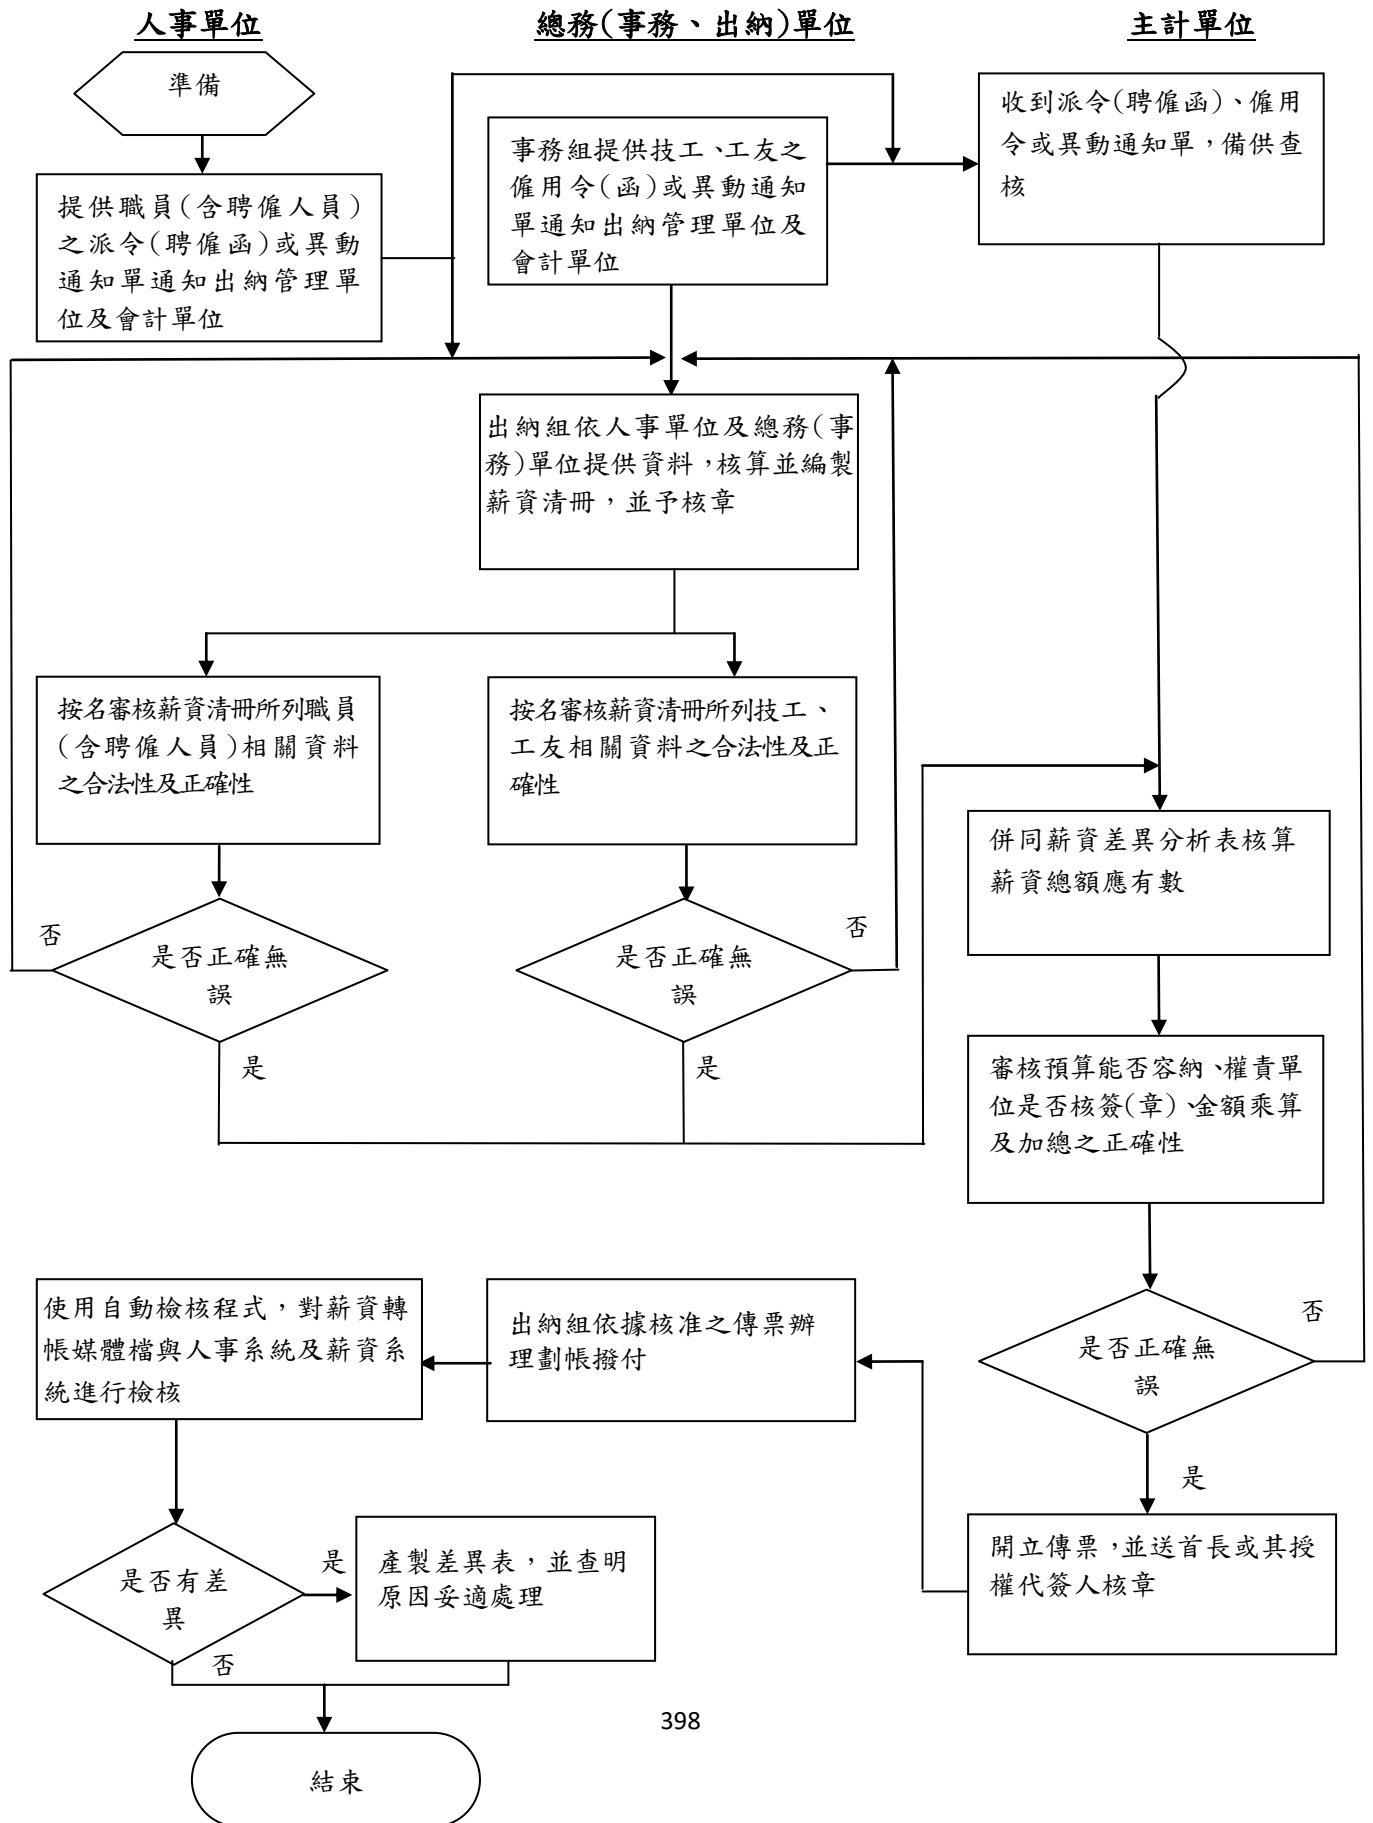 人事單位
總務(事務、出納)單位
主計單位
準備
收到派令(聘僱函)、僱用
令或異動通知單，備供查
核
事務組提供技工、工友之
僱用令(函)或異動通知
單通知出納管理單位及
會計單位
提供職員(含聘僱人員)
之派令(聘僱函)或異動
通知單通知出納管理單
位及會計單位
出納組依人事單位及總務(事
務)單位提供資料，核算並編製
薪資清冊，並予核章
按名審核薪資清冊所列職員
(含聘僱人員)相關資料
之合法性及正確性
按名審核薪資清冊所列技工、
工友相關資料之合法性及正
確性
併同薪資差異分析表核算
薪資總額應有數
否
是否正確無
誤
是
否
是否正確無
誤
是
審核預算能否容納、權責單
位是否核簽(章)、金額乘算
及加總之正確性
使用自動檢核程式，對薪資轉
帳媒體檔與人事系統及薪資系
統進行檢核
出納組依據核准之傳票辦
理劃帳撥付
否
是否正確無
誤
是
開立傳票，並送首長或其授
權代簽人核章
是否有差
異
是
否
產製差異表，並查明
原因妥適處理
398
結束